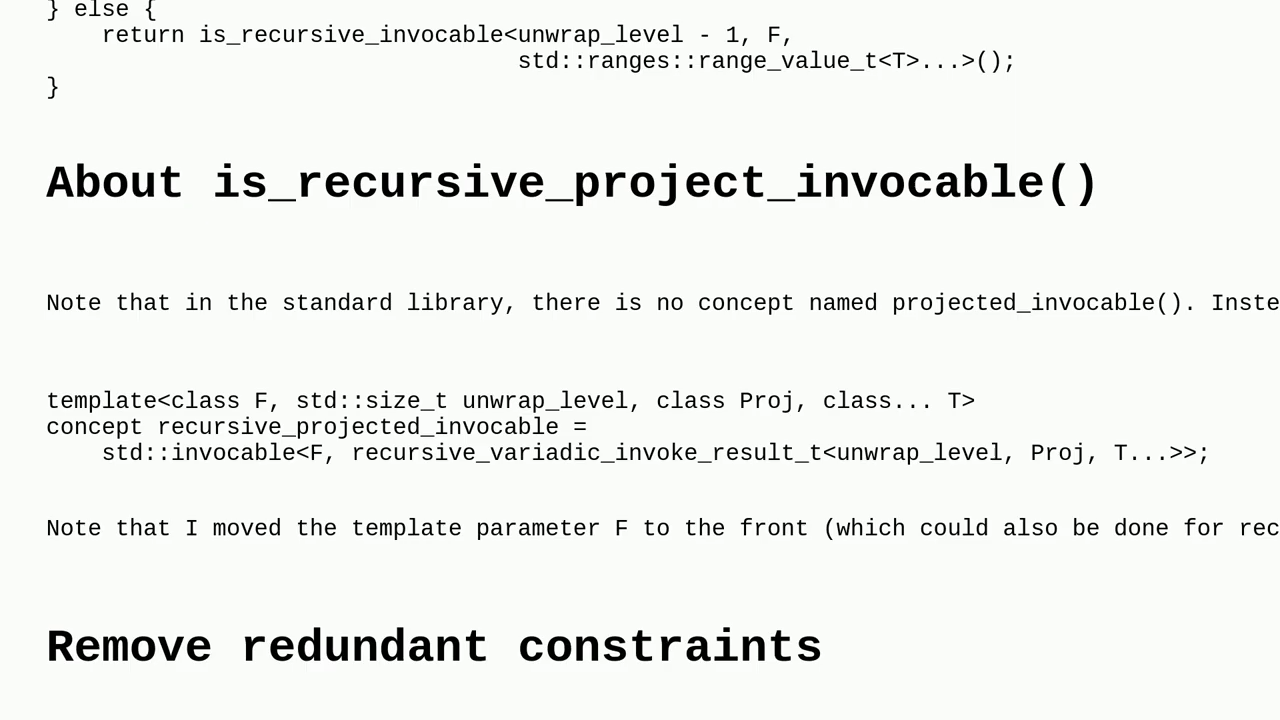 } else {
    return is_recursive_invocable<unwrap_level - 1, F,
                                  std::ranges::range_value_t<T>...>();
}
About is_recursive_project_invocable()
Note that in the standard library, there is no concept named projected_invocable(). Inste
template<class F, std::size_t unwrap_level, class Proj, class... T>
concept recursive_projected_invocable =
    std::invocable<F, recursive_variadic_invoke_result_t<unwrap_level, Proj, T...>>;
Note that I moved the template parameter F to the front (which could also be done for rec
Remove redundant constraints